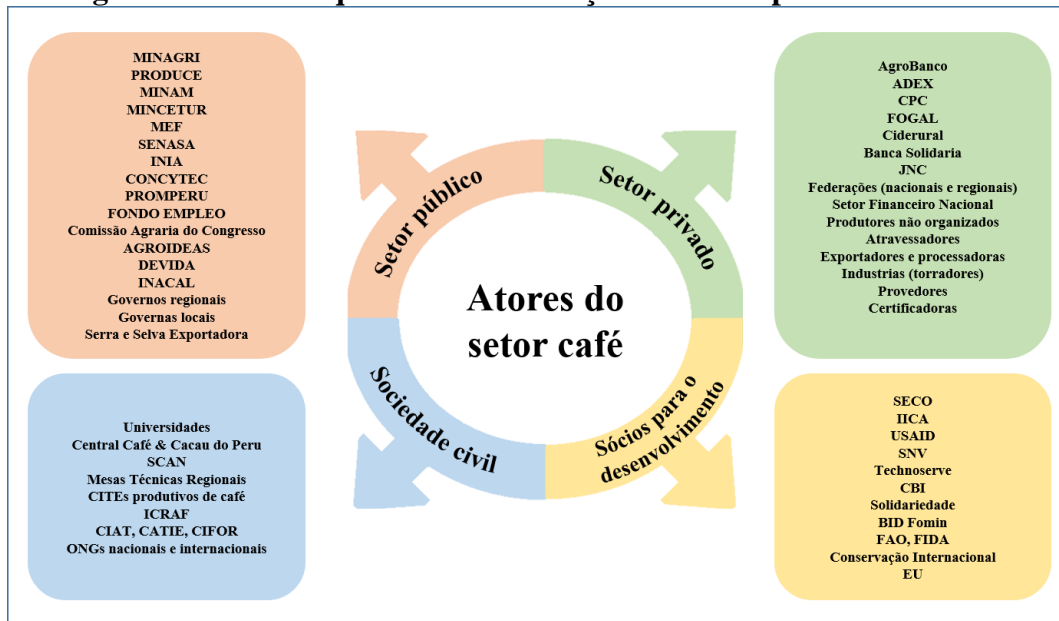 MINAGRI
PRODUCE
MINAM
MINCETUR
MEF
SENASA
INIA
CONCYTEC
PROMPERU
FONDO EMPLEO
Comissão Agraria do Congresso
AGROIDEAS
DEVIDA
INACAL
Governos regionais
Governas locais
Serra e Selva Exportadora
AgroBanco
ADEX
CPC
FOGAL
Ciderural
Banca Solidaria
JNC
Federações (nacionais e regionais)
Setor Financeiro Nacional
Produtores não organizados
Atravessadores
Exportadores e processadoras
Industrias (torradores)
Provedores
Certificadoras
Setor público
Setor privado
Atores do
setor café
Sociedade civil
Sócios para o
desenvolvimento
Universidades
Central Café & Cacau do Peru
SCAN
Mesas Técnicas Regionais
CITEs produtivos de café
ICRAF
CIAT, CATIE, CIFOR
ONGs nacionais e internacionais
SECO
IICA
USAID
SNV
Technoserve
CBI
Solidariedade
BID Fomin
FAO, FIDA
Conservação Internacional
EU